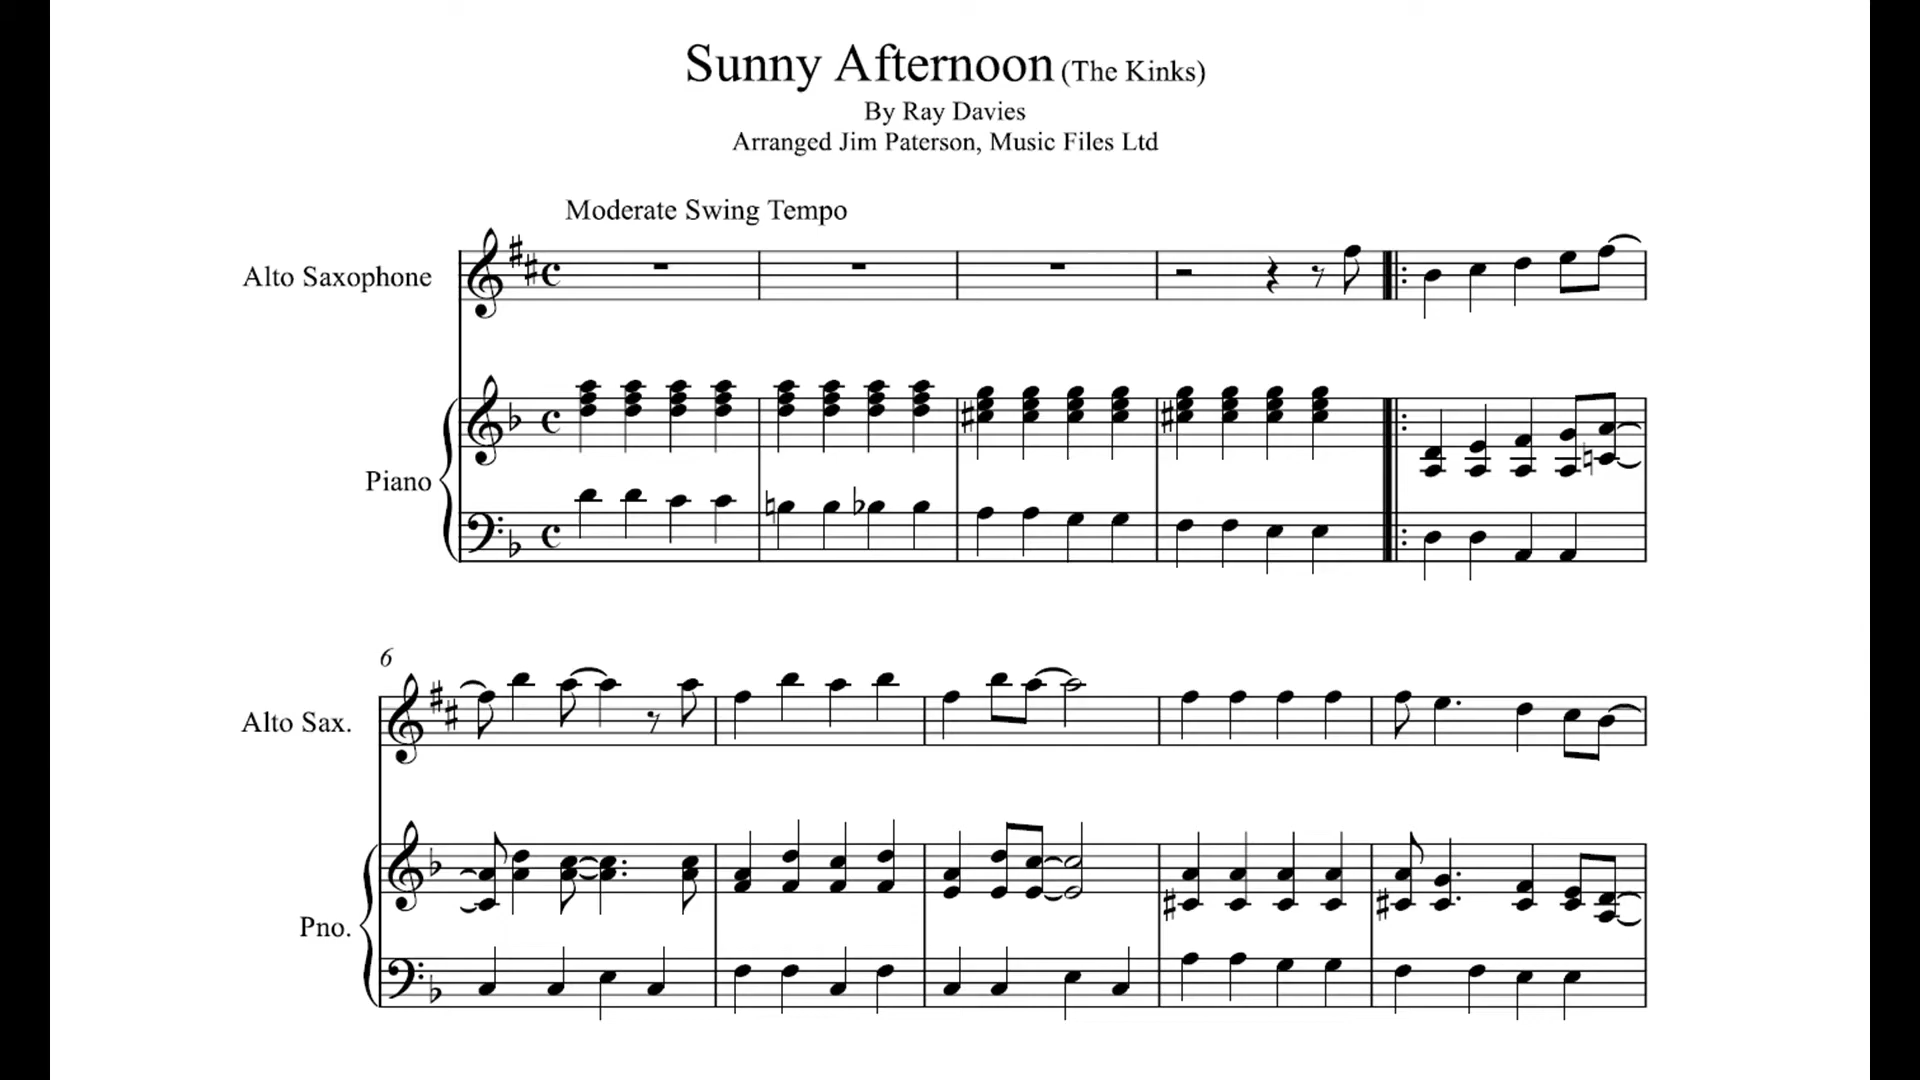 Sunny Afternoon (The Kinks)
By Ray Davies
Arranged Jim Paterson, Music Files Ltd
Moderate Swing Tempo
Alto Saxophone
Piano
6
Alto Sax.
Pno.